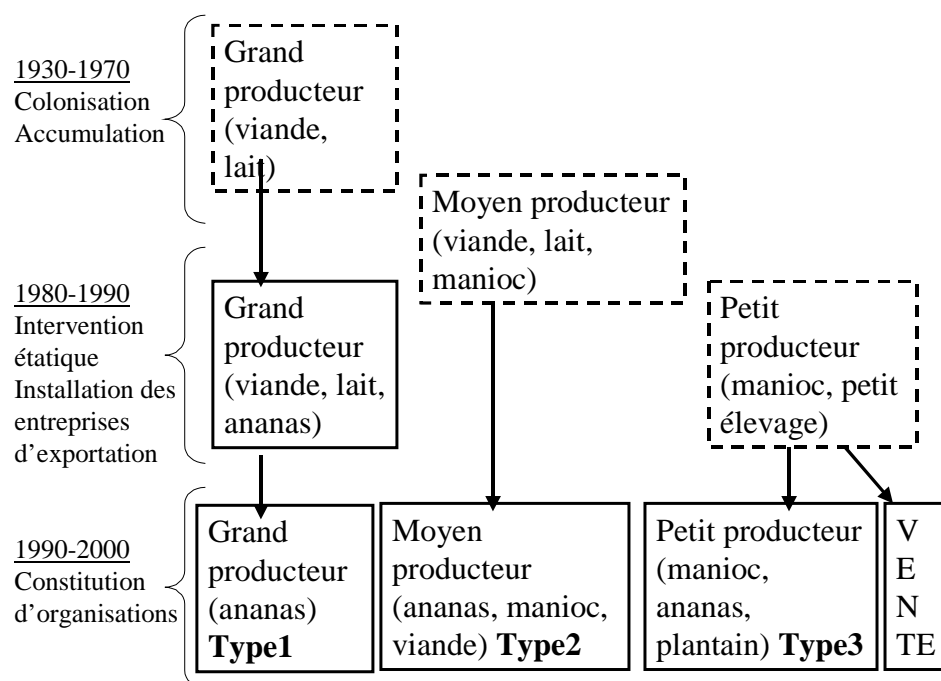 1930-1970
Colonisation
Accumulation
Grand
producteur
(viande,
lait)
Moyen producteur
(viande, lait,
manioc)
1980-1990
Intervention
étatique
Installation des
entreprises
d’exportation
Grand
producteur
(viande, lait,
ananas)
Petit
producteur
(manioc, petit
élevage)
1990-2000
Constitution
d’organisations
Grand
producteur
(ananas)
Type1
Moyen
producteur
(ananas, manioc,
viande) Type2
Petit producteur
(manioc,
ananas,
plantain) Type3
V
E
N
TE